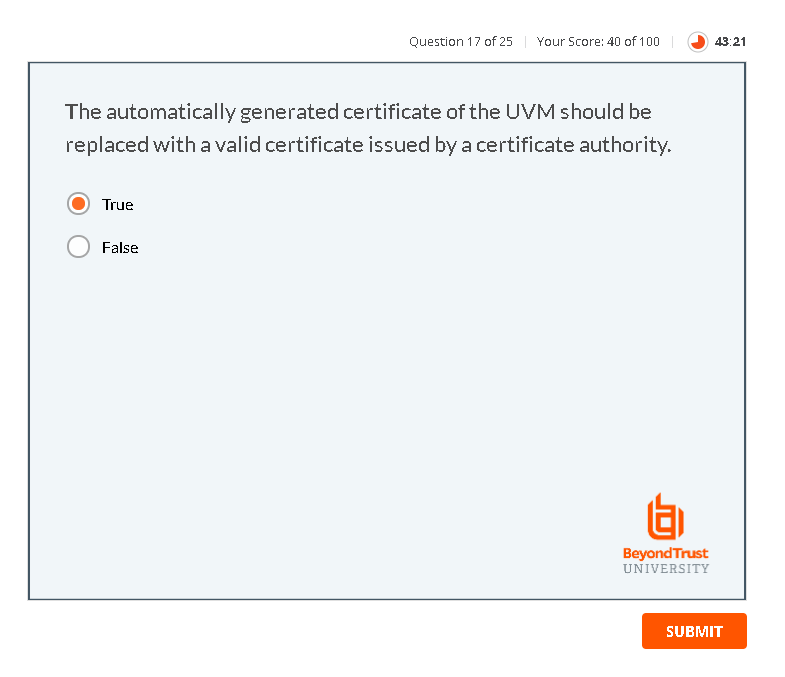 Question 17 of 25 | Your Score: 40 of 100 | 43:21
The automatically generated certificate of the UVM should be
replaced with a valid certificate issued by a certificate authority.
True
False
BeyondTrust
UNIVERSITY
SUBMIT